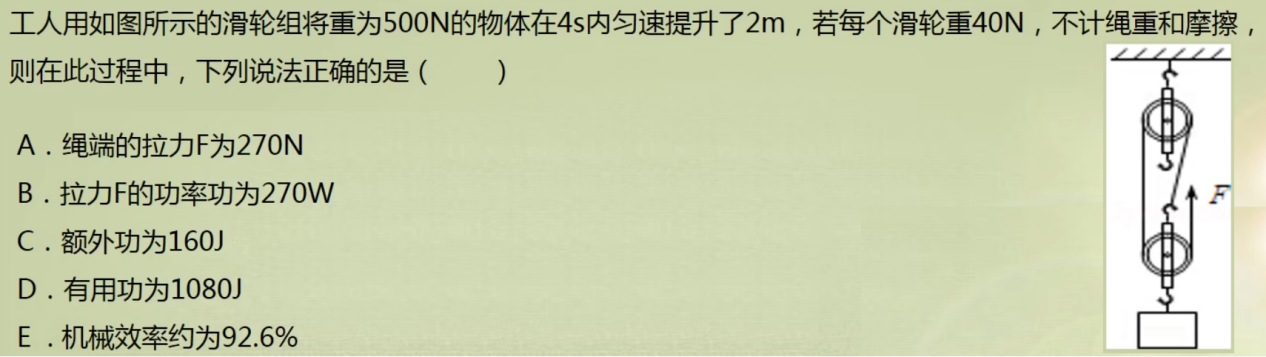 工人用如图所示的滑轮组将重为500N的物体在4s内匀速提升了2m，若每个滑轮重40N，不计绳重和摩擦，
则在此过程中，下列说法正确的是（　　）
A．绳端的拉力F为270N
B．拉力F的功率功为270W
C．额外功为160J
D．有用功为1080J
E．机械效率约为92.6%
F